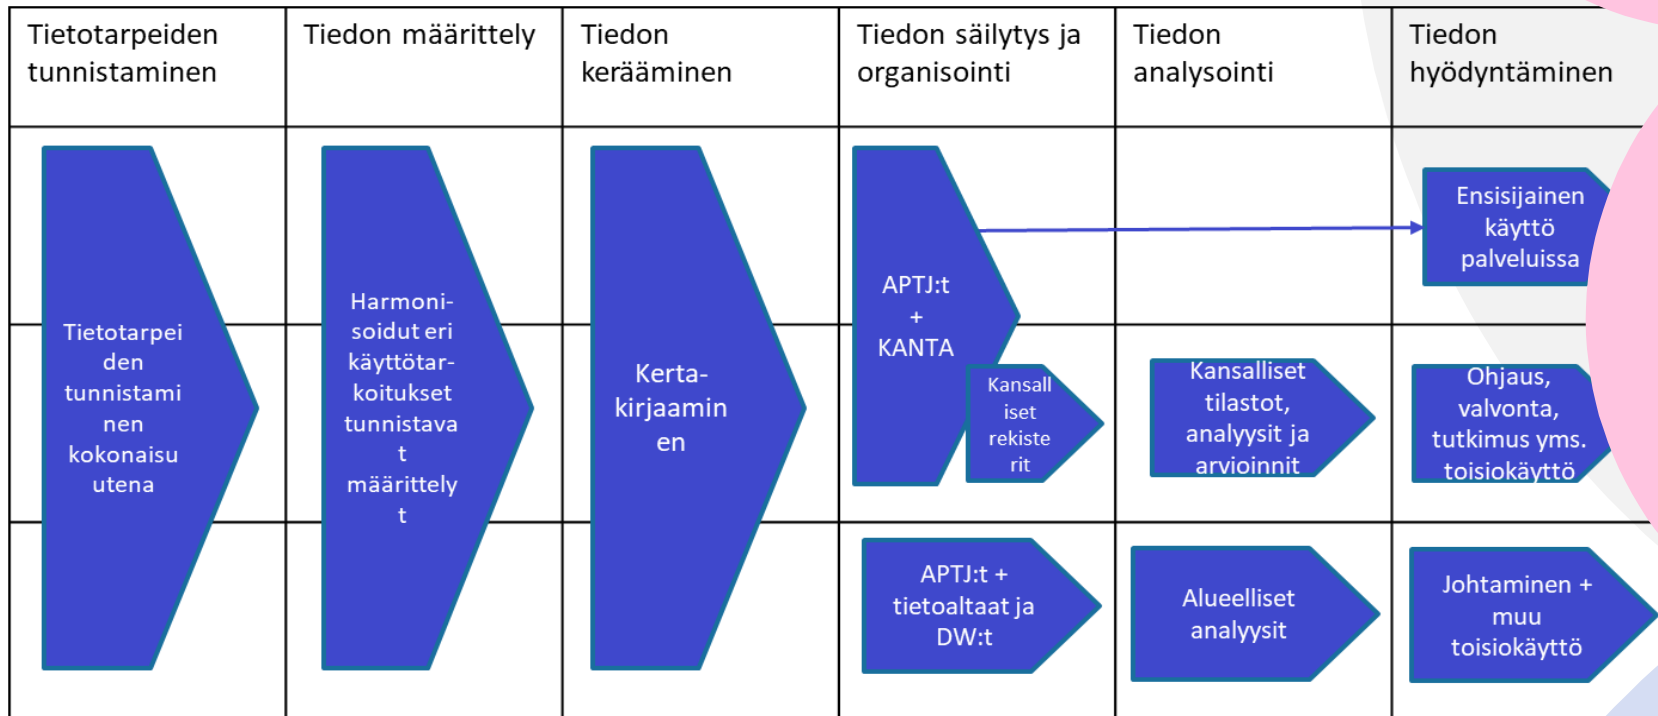 Tietotarpeiden
tunnistaminen
Tiedon määrittely
Tiedon
kerääminen
Tiedon säilytys ja
organisointi
Tiedon
analysointi
Tiedon
hyödyntäminen
Tietotarpei
den
tunnistami
nen
kokonaisu
utena
Harmoni-
soidut eri
käyttötar-
koitukset
tunnistava
t
määrittely
t
Kerta-
kirjaamin
en
APTJ:t
+
KANTA
Kansall
iset
rekiste
rit
Ensisijainen
käyttö
palveluissa
Kansalliset
tilastot,
analyysit ja
arvioinnit
Ohjaus,
valvonta,
tutkimus yms.
toisiokäyttö
APTJ:t +
tietoaltaat ja
DW:t
Alueelliset
analyysit
Johtaminen +
muu
toisiokäyttö